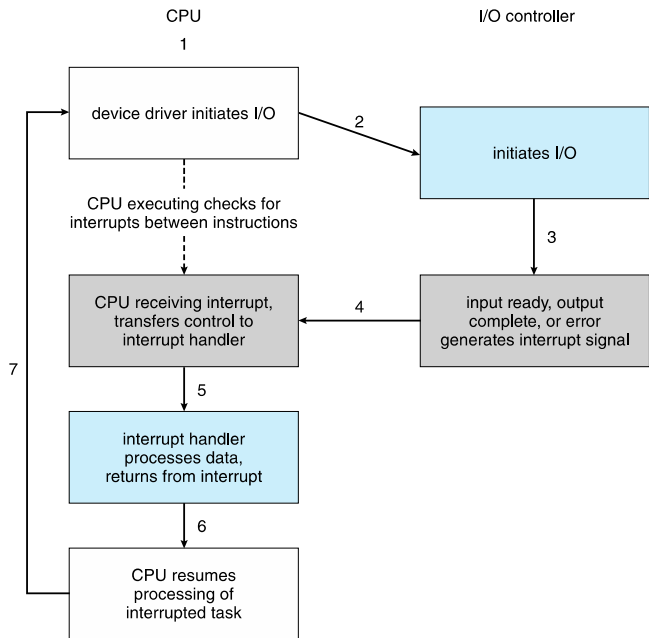 CPU
I/O controller
1
device driver initiates I/O
2
initiates I/O
CPU executing checks for
interrupts between instructions
3
CPU receiving interrupt,
transfers control to
interrupt handler
4
input ready, output
complete, or error
generates interrupt signal
7
5
interrupt handler
processes data,
returns from interrupt
6
CPU resumes
processing of
interrupted task